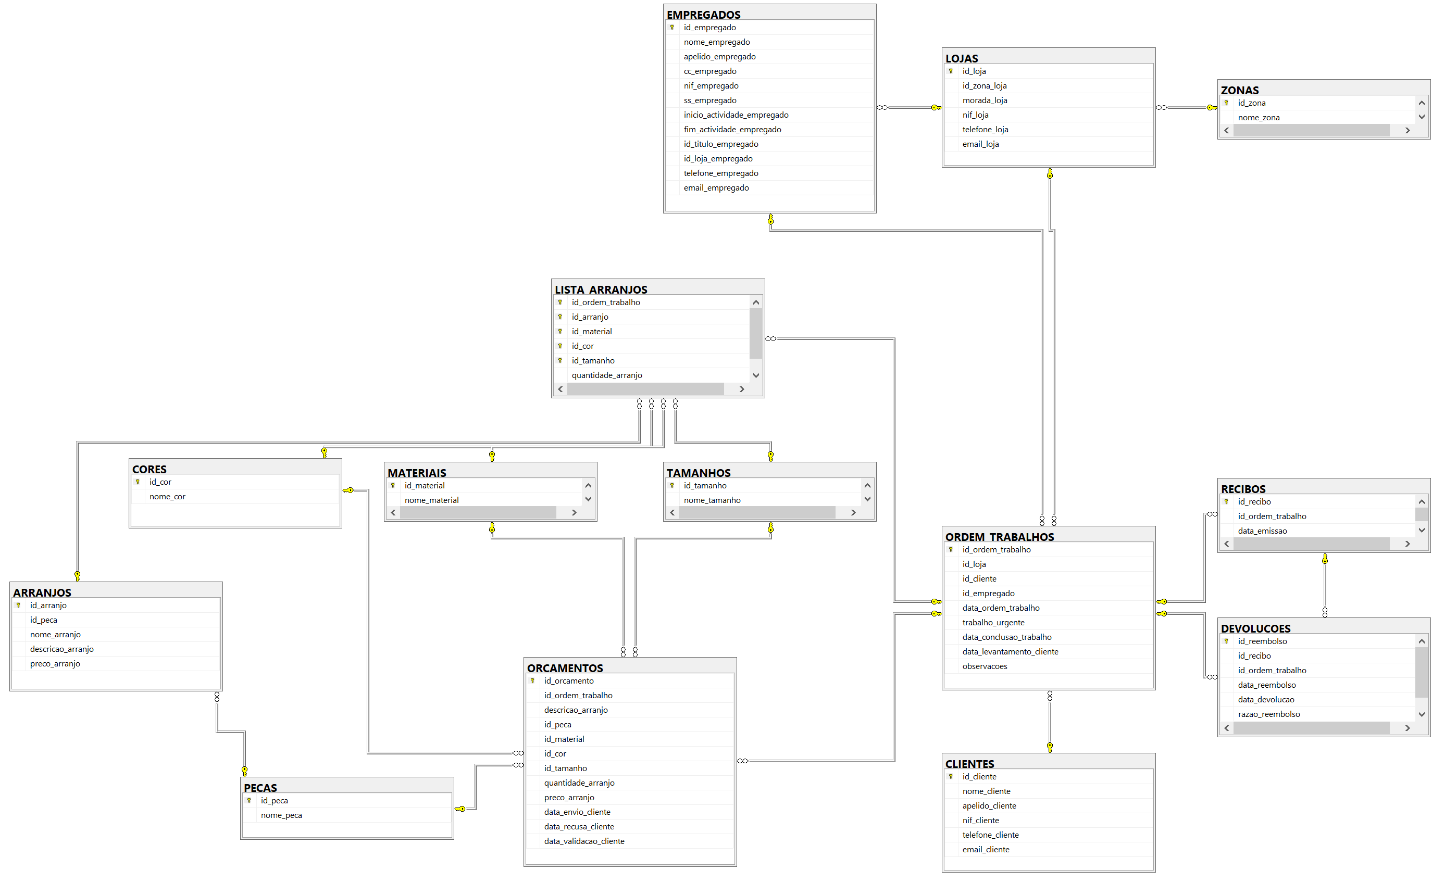 EMPREGADOS
id_empregado
nome_empregado
apelido_empregado
cc_empregado
nif_empregado
ss_empregado
inicio_actividade_empregado
fim_actividade_empregado
id_titulo_empregado
id_loja_empregado
telefone_empregado
email_empregado
LOJAS
id_loja
id_zona_loja
morada_loja
nif_loja
telefone_loja
email_loja
ZONAS
id_zona
nome_zona
LISTA_ARRANJOS
id_ordem_trabalho
id_arranjo
id_material
id_cor
id_tamanho
quantidade_arranjo
CORES
id_cor
nome_cor
MATERIAIS
id_material
nome_material
TAMANHOS
id_tamanho
nome_tamanho
RECIBOS
id_recibo
id_ordem_trabalho
data_emissao
ORDEM_TRABALHOS
id_ordem_trabalho
id_loja
id_cliente
id_empregado
data_ordem_trabalho
trabalho_urgente
data_conclusao_trabalho
data_levantamento_cliente
observacoes
ARRANJOS
id_arranjo
id_peca
nome_arranjo
descricao_arranjo
preco_arranjo
DEVOLUCOES
id_reembolso
id_recibo
id_ordem_trabalho
data_reembolso
data_devolucao
razao_reembolso
ORCAMENTOS
id_orcamento
id_ordem_trabalho
descricao_arranjo
id_peca
id_material
id_cor
id_tamanho
quantidade_arranjo
preco_arranjo
data_envio_cliente
data_recusa_cliente
data_validacao_cliente
PECAS
id_peca
nome_peca
CLIENTES
id_cliente
nome_cliente
apelido_cliente
nif_cliente
telefone_cliente
email_cliente